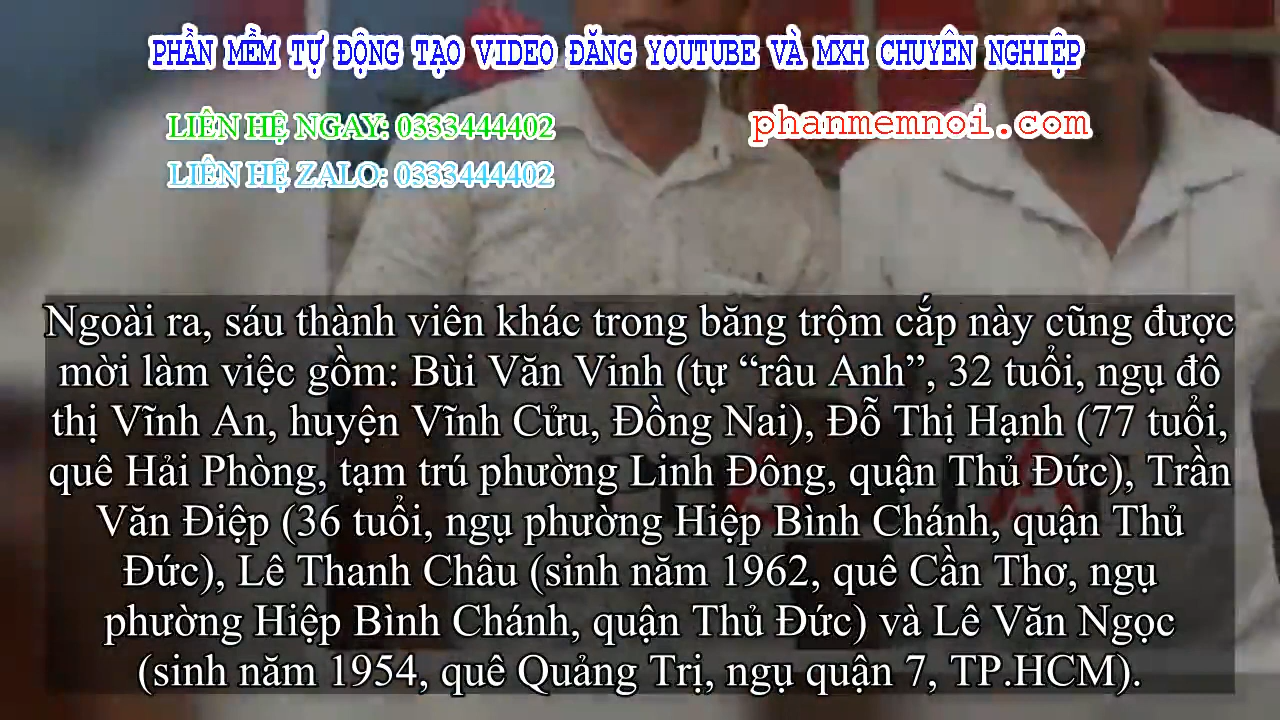 PHẦN MỀM TỰ ĐỘNG TẠO VIDEO ĐĂNG YOUTUBE VÀ MXH CHUYÊN NGHIỆP
LIÊN HỆ NGAY: 0333444402
phanmemnoi.com
LIÊN HỆ ZALO: 0333444402
Ngoài ra, sáu thành viên khác trong băng trộm cắp này cũng được
mời làm việc gồm: Bùi Văn Vinh (tự “râu Anh”, 32 tuổi, ngụ đô
thị Vĩnh An, huyện Vĩnh Cửu, Đồng Nai), Đỗ Thị Hạnh (77 tuổi,
quê Hải Phòng, tạm trú phường Linh Đông, quận Thủ Đức), Trần
Văn Điệp (36 tuổi, ngụ phường Hiệp Bình Chánh, quận Thủ
Đức), Lê Thanh Châu (sinh năm 1962, quê Cần Thơ, ngụ
phường Hiệp Bình Chánh, quận Thủ Đức) và Lê Văn Ngọc
(sinh năm 1954, quê Quảng Trị, ngụ quận 7, TP.HCM).